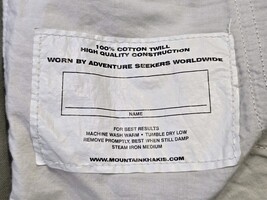 100% COTTON TWILL
HIGH QUALITY CONSTRUCTION
WORN BY ADVENTURE SEEKERS WORLDWIDE
NAME
FOR BEST RESULTS
MACHINE WASH WARM • TUMBLE DRY LOW
REMOVE PROMPTLY, BEST WHEN STILL DAMP
STEAM IRON MEDIUM
WWW.MOUNTAINKHAKIS.COM